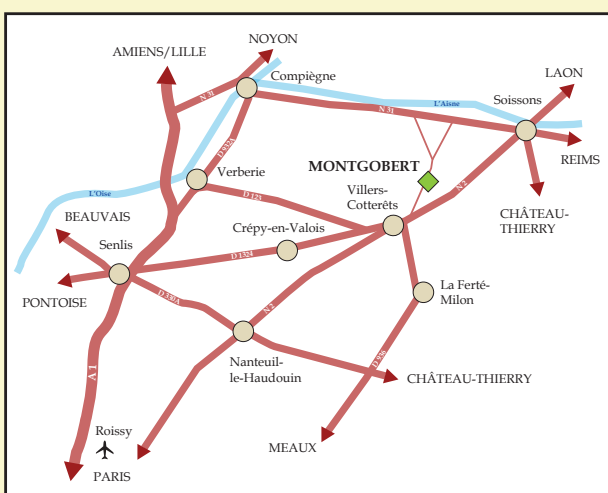 NOYON
AMIENS/LILLE
Compiègne
LAON
N 31
L'Aisne
N 31
Soissons
D 932A
REIMS
Verberie
MONTGOBERT
N 2
L'Oise
D 123
Villers-
Cotterêts
BEAUVAIS
CHÂTEAU-
THIERRY
Crépy-en-Valois
Senlis
D 1324
PONTOISE
D 330A
N 2
La Ferté-
Milon
A 1
D 936
Nanteuil-
le-Haudouin
CHÂTEAU-THIERRY
Roissy
MEAUX
PARIS